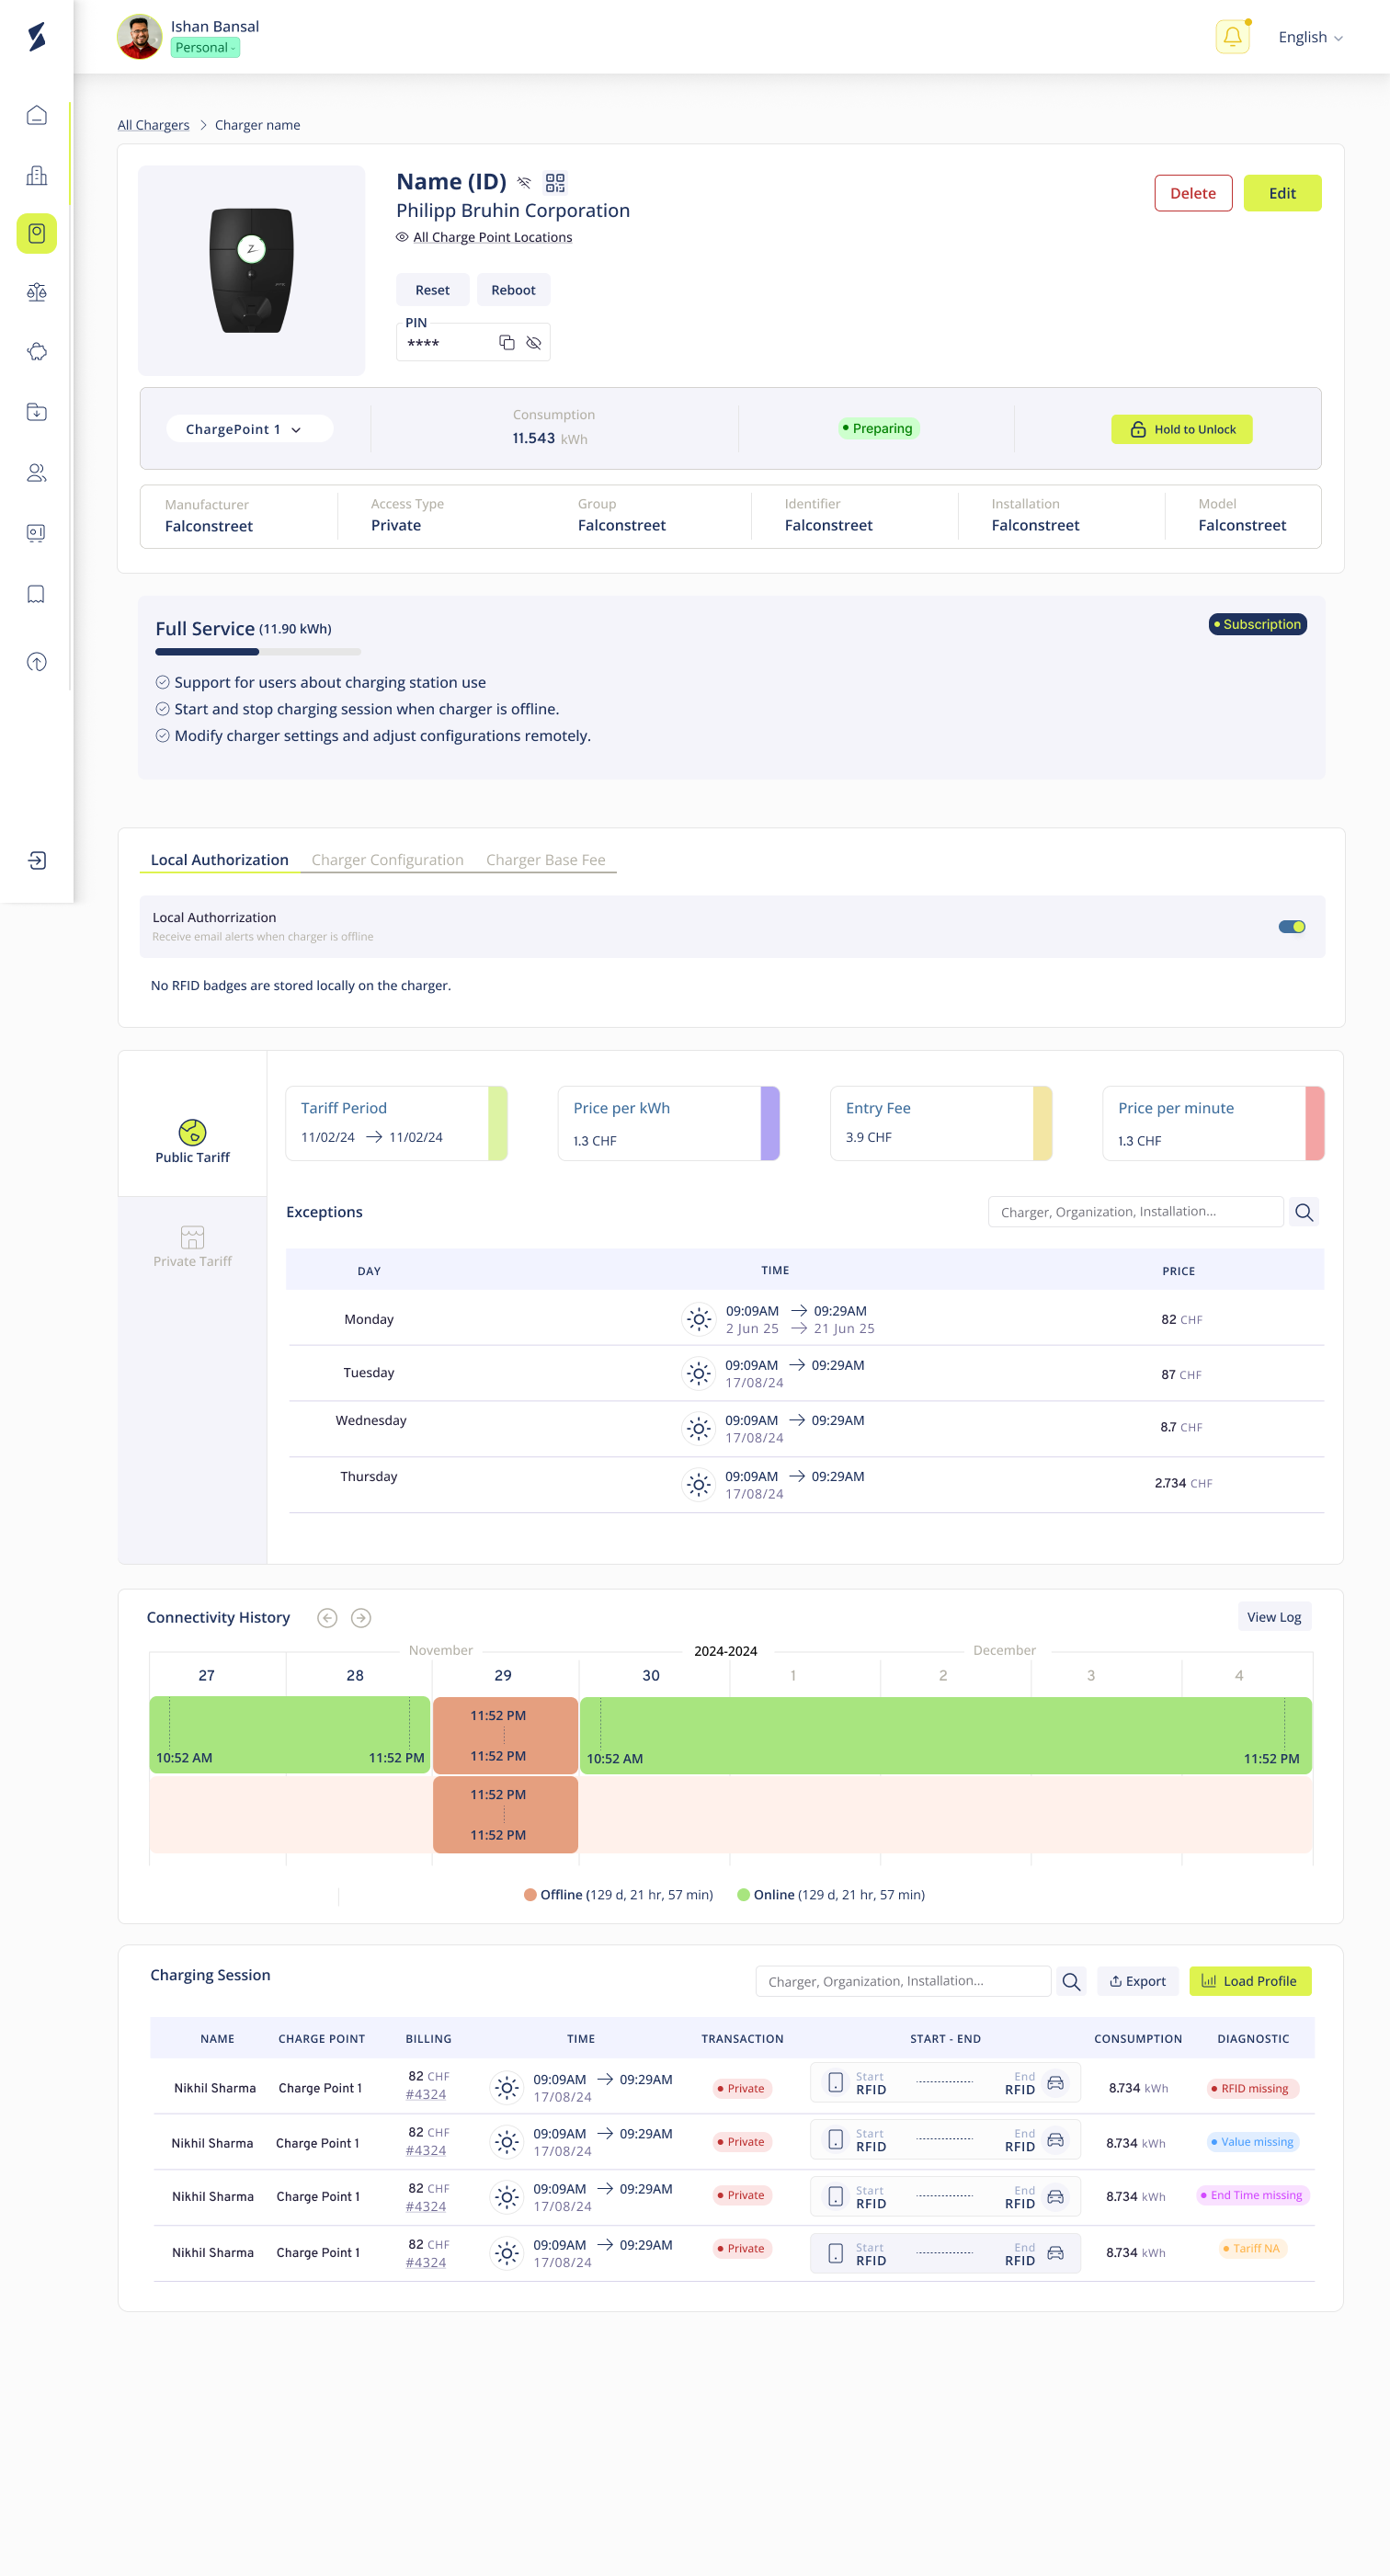 Ishan Bansal
Personal
English
All Chargers > Charger name
Name (ID)
Philipp Bruhin Corporation
All Charge Point Locations
Delete
Edit
Reset
Reboot
PIN
****
ChargePoint 1
Consumption
11.543 kWh
Preparing
Hold to Unlock
Manufacturer
Falconstreet
Access Type
Private
Group
Falconstreet
Identifier
Falconstreet
Installation
Falconstreet
Model
Falconstreet
Full Service (11.90 kWh)
Subscription
Support for users about charging station use
Start and stop charging session when charger is offline.
Modify charger settings and adjust configurations remotely.
Local Authorization
Charger Configuration
Charger Base Fee
Local Authorrization
Receive email alerts when charger is offline
No RFID badges are stored locally on the charger.
Public Tariff
Private Tariff
Tariff Period
11/02/24 → 11/02/24
Price per kWh
1.3 CHF
Entry Fee
3.9 CHF
Price per minute
1.3 CHF
Exceptions
Charger, Organization, Installation...
DAY TIME PRICE
Monday
09:09AM → 09:29AM
2 Jun 25 → 21 Jun 25
82 CHF
Tuesday
09:09AM → 09:29AM
17/08/24
87 CHF
Wednesday
09:09AM → 09:29AM
17/08/24
8.7 CHF
Thursday
09:09AM → 09:29AM
17/08/24
2.734 CHF
Connectivity History
View Log
November 2024-2024 December
27 28 29 30 1 2 3 4
10:52 AM
11:52 PM
11:52 PM
11:52 PM
10:52 AM
11:52 PM
11:52 PM
11:52 PM
Offline (129 d, 21 hr, 57 min)
Online (129 d, 21 hr, 57 min)
Charging Session
Charger, Organization, Installation...
Export
Load Profile
NAME CHARGE POINT BILLING TIME TRANSACTION START - END CONSUMPTION DIAGNOSTIC
Nikhil Sharma
Charge Point 1
82 CHF
#4324
09:09AM → 09:29AM
17/08/24
Private
Start
RFID
End
RFID
8.734 kWh
RFID missing
Nikhil Sharma
Charge Point 1
82 CHF
#4324
09:09AM → 09:29AM
17/08/24
Private
Start
RFID
End
RFID
8.734 kWh
Value missing
Nikhil Sharma
Charge Point 1
82 CHF
#4324
09:09AM → 09:29AM
17/08/24
Private
Start
RFID
End
RFID
8.734 kWh
End Time missing
Nikhil Sharma
Charge Point 1
82 CHF
#4324
09:09AM → 09:29AM
17/08/24
Private
Start
RFID
End
RFID
8.734 kWh
Tariff NA